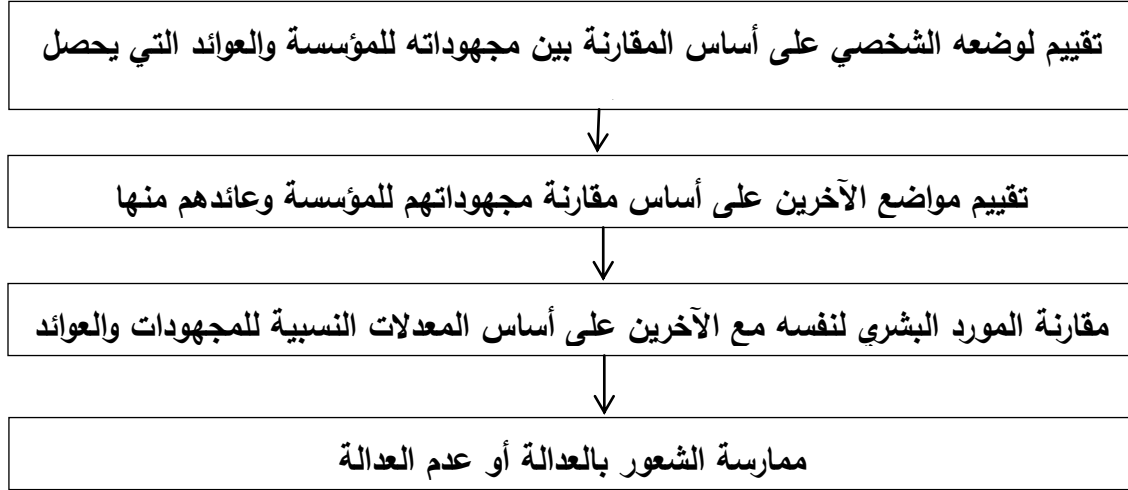 تقييم لوضعه الشخصي على أساس المقارنة بين مجهوداته للمؤسسة والعوائد التي يحصل
تقييم مواضع الآخرين على أساس مقارنة مجهوداتهم للمؤسسة وعائدهم منها
مقارنة المورد البشري لنفسه مع الآخرين على أساس المعدلات النسبية للمجهودات والعوائد
ممارسة الشعور بالعدالة أو عدم العدالة